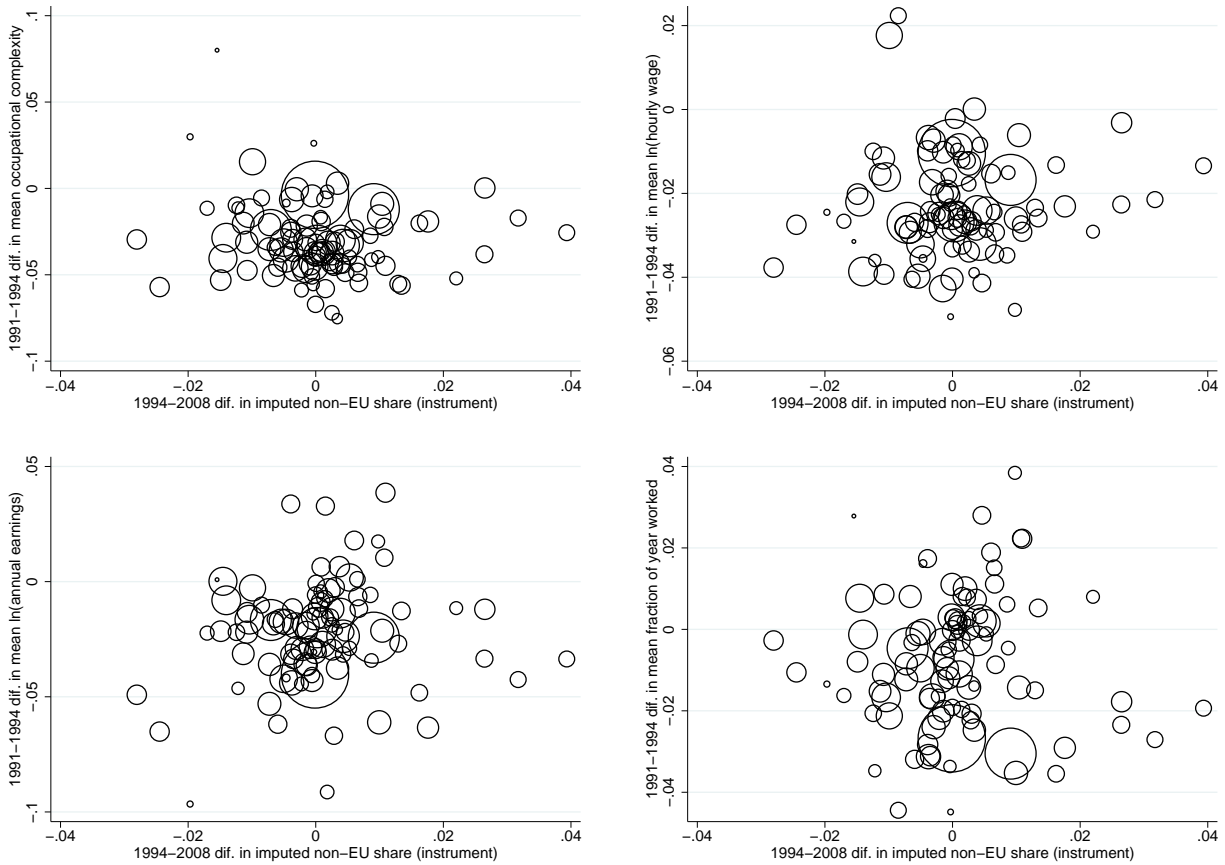 1991−1994 dif. in mean occupational complexity
.1
.05
0
−.05
−.1
−.04 −.02 0 .02 .04
1994−2008 dif. in imputed non−EU share (instrument)
1991−1994 dif. in mean ln(hourly wage)
.02
0
−.02
−.04
−.06
−.04 −.02 0 .02 .04
1994−2008 dif. in imputed non−EU share (instrument)
1991−1994 dif. in mean ln(annual earnings)
.05
0
−.05
−.1
−.04 −.02 0 .02 .04
1994−2008 dif. in imputed non−EU share (instrument)
1991−1994 dif. in mean fraction of year worked
.04
.02
0
−.02
−.04
−.04 −.02 0 .02 .04
1994−2008 dif. in imputed non−EU share (instrument)